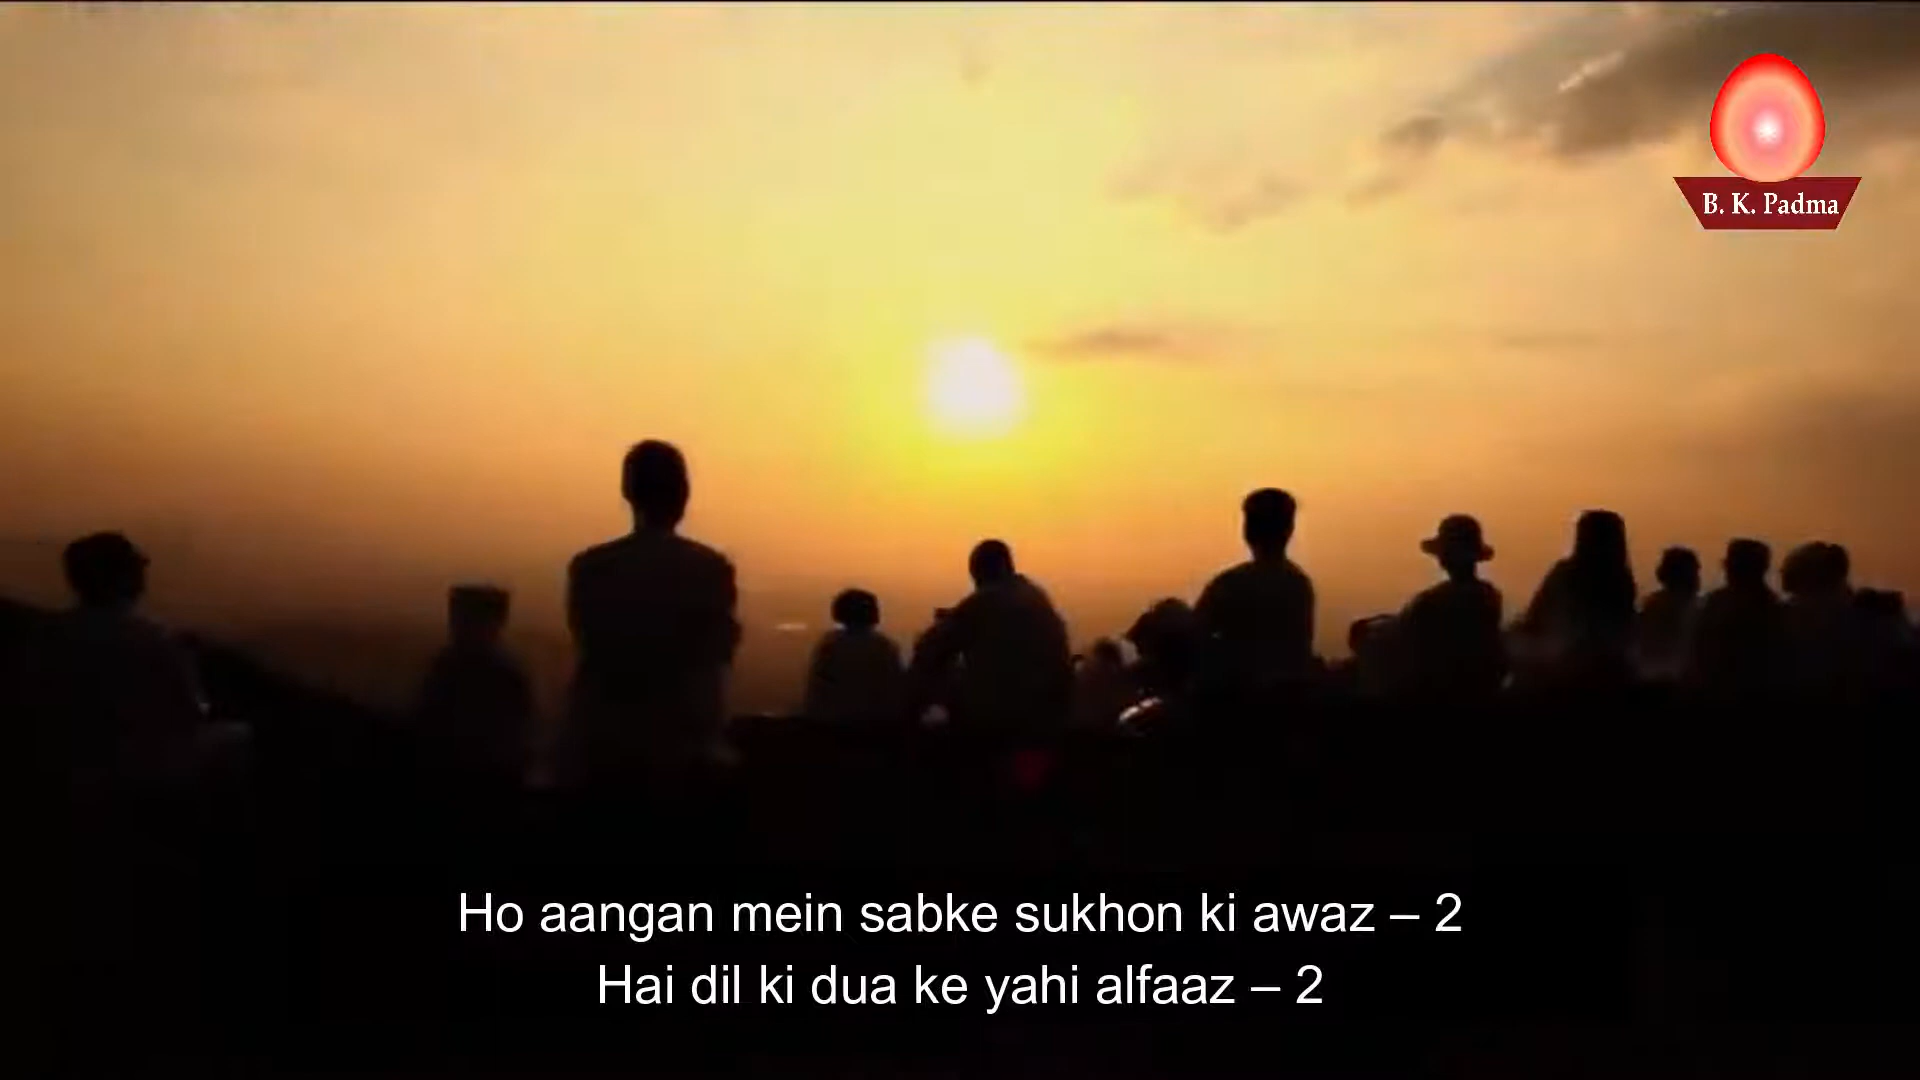 B. K. Padma
Ho aangan mein sabke sukhon ki awaz – 2
Hai dil ki dua ke yahi alfaaz – 2